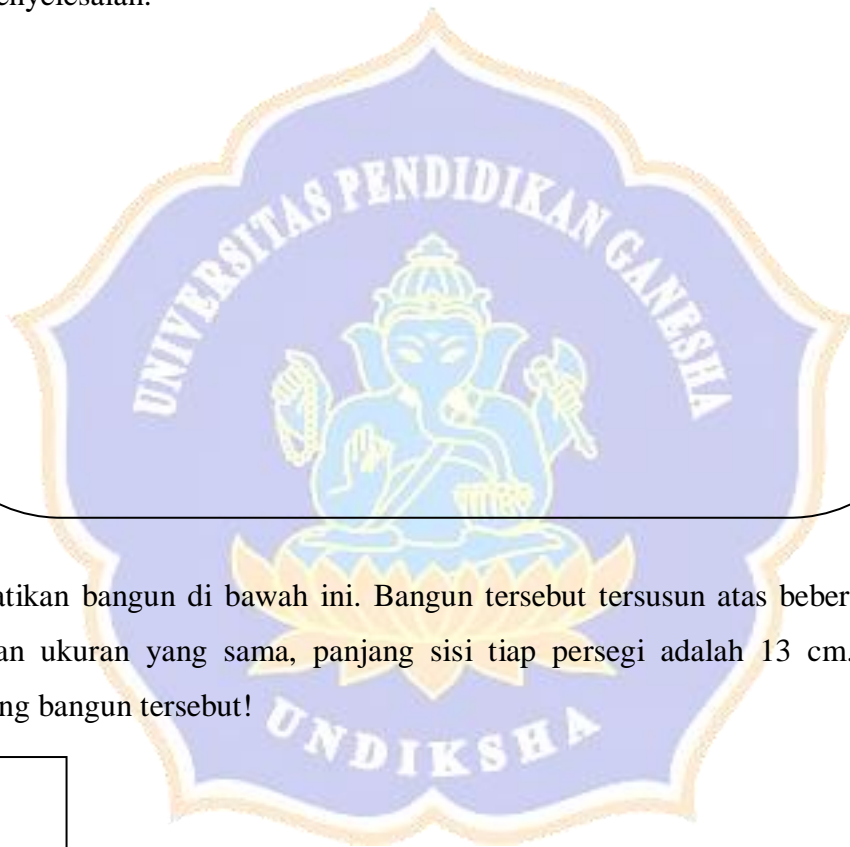 enyelesaian.
UNIVERSITAS PENDIDIKAN GANESHA
atikan bangun di bawah ini. Bangun tersebut tersusun atas beber
an ukuran yang sama, panjang sisi tiap persegi adalah 13 cm.
ng bangun tersebut!
UNDIKSHA